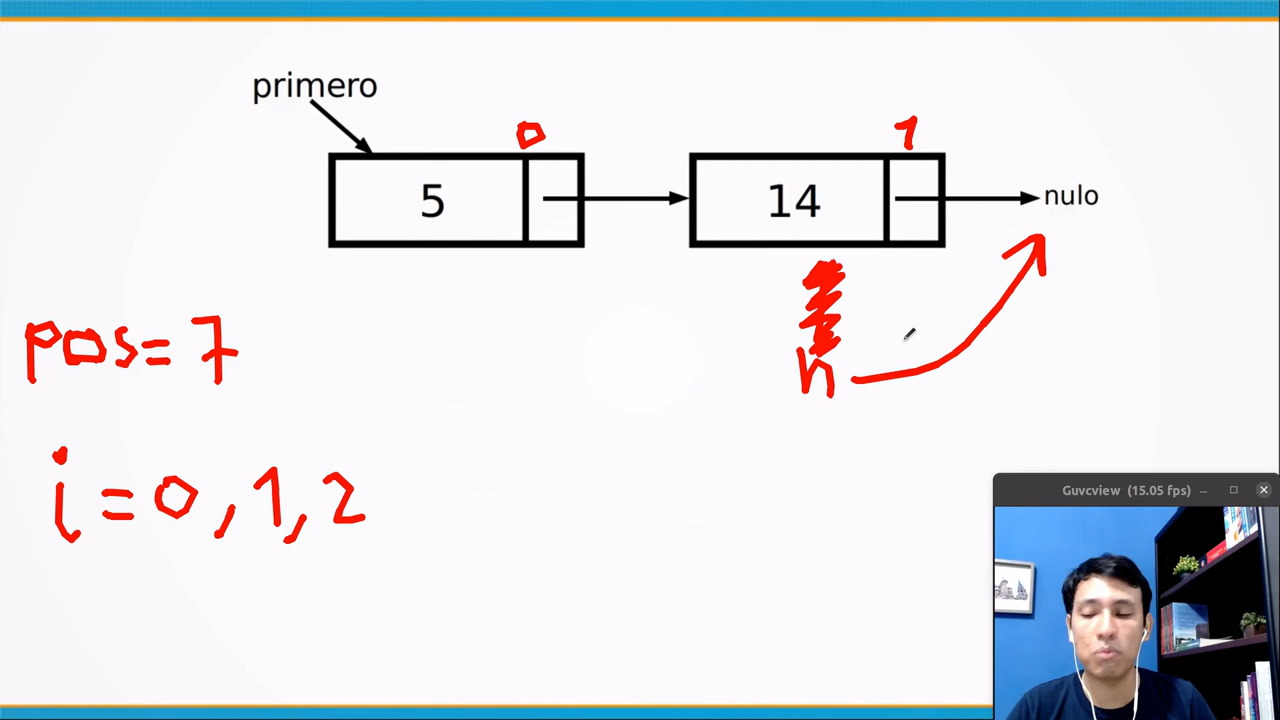 primero
0 1
5 14 nulo
pos=7
n
i=0,1,2
Guvcview (15.05 fps)